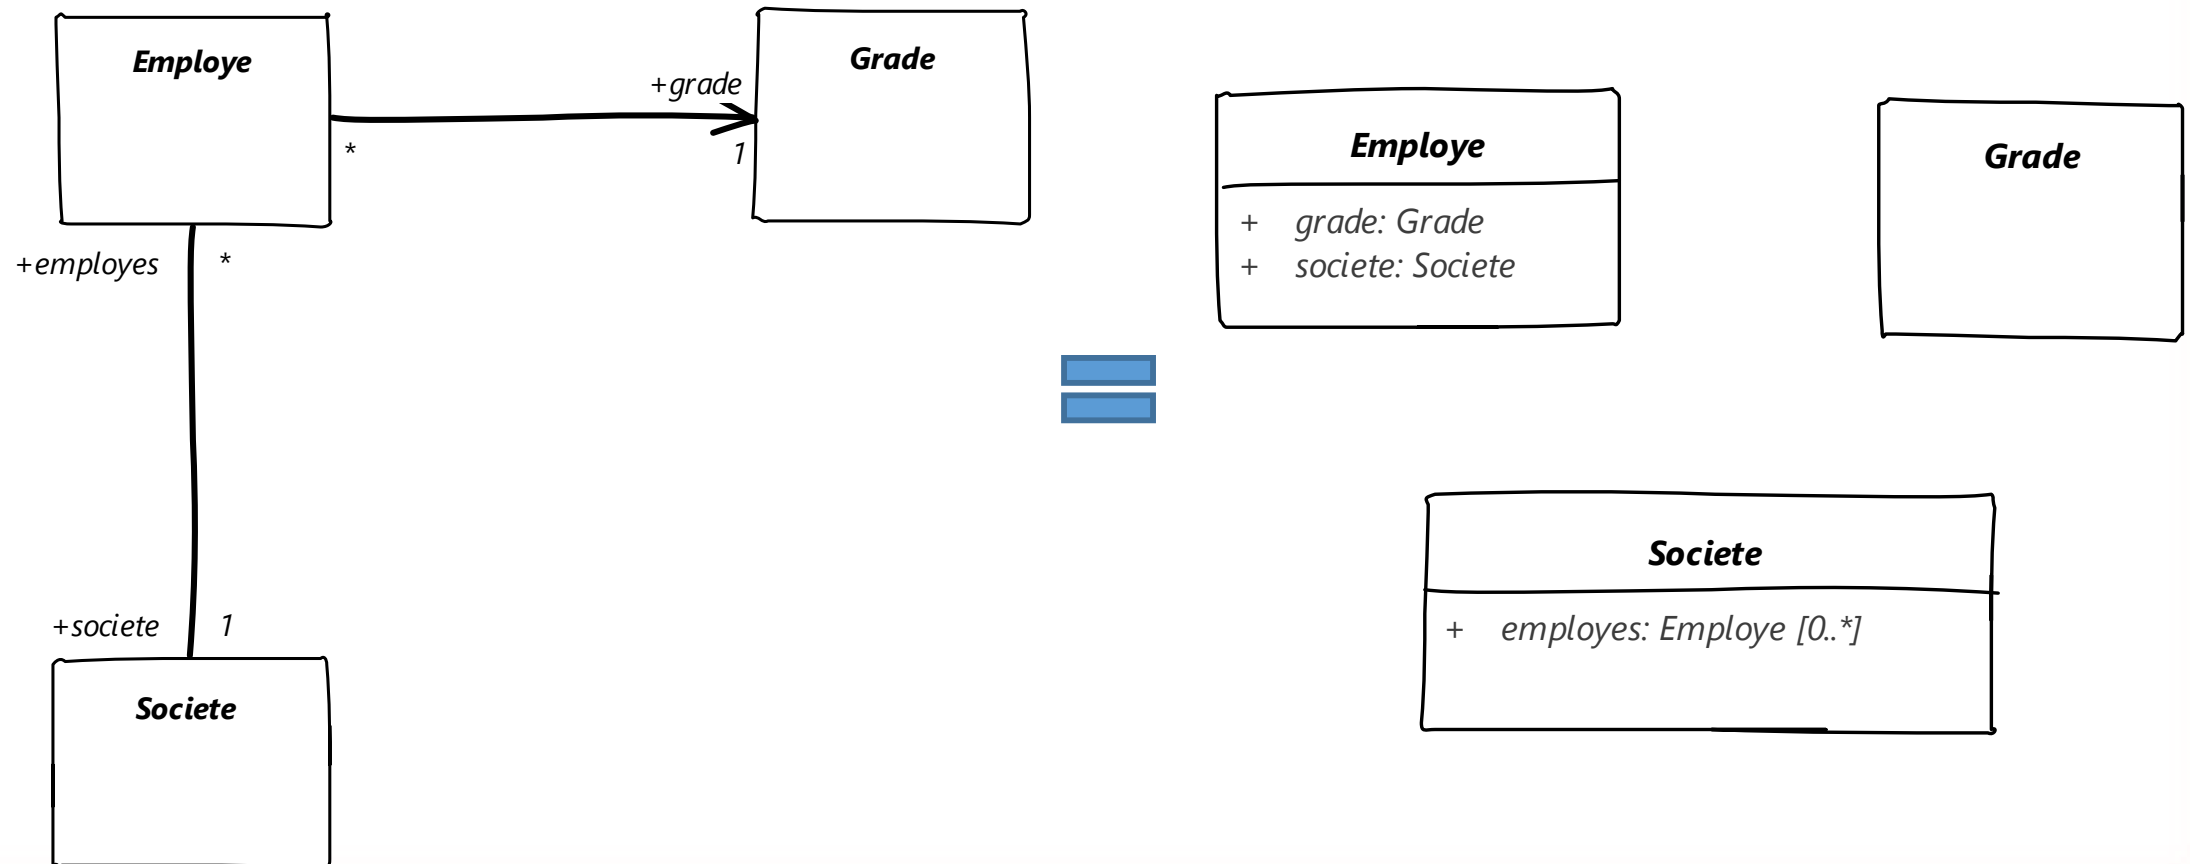 Employe
+grade
*
1
Grade
+employes
*
+societe
1
Societe
Employe
+ grade: Grade
+ societe: Societe
Grade
Societe
+ employes: Employe [0..*]